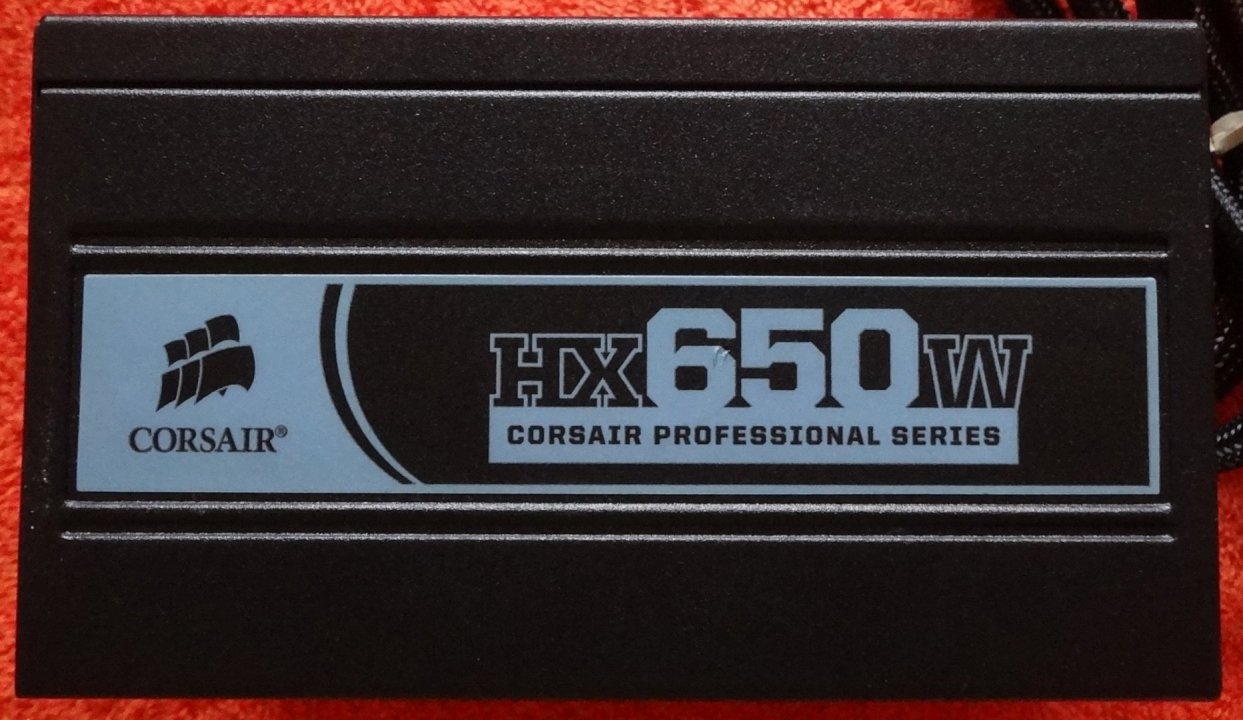 CORSAIR®
HX650W
CORSAIR PROFESSIONAL SERIES